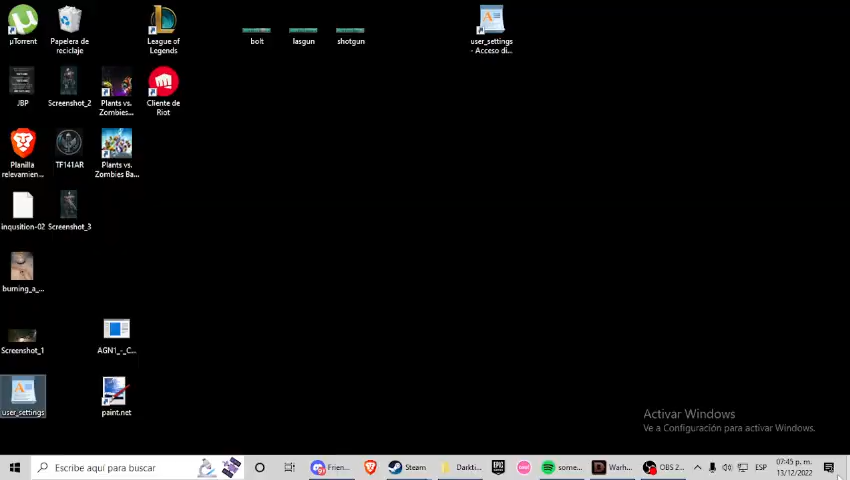 µTorrent
Papelera de
reciclaje
League of
Legends
bolt
lasgun
shotgun
user_settings
- Acceso di...
JBP
Screenshot_2
Plants vs.
Zombies...
Cliente de
Riot
Planilla
relevamien...
TF141AR
Plants vs.
Zombies Ba...
inqusition-02
Screenshot_3
burning_a_...
Screenshot_1
AGN1_-_C...
user_settings
paint.net
Activar Windows
Ve a Configuración para activar Windows.
Escribe aquí para buscar
Frien...
Steam
Darkti...
EPIC
some...
Warh...
OBS 2...
ESP
07:45 p. m.
13/12/2022